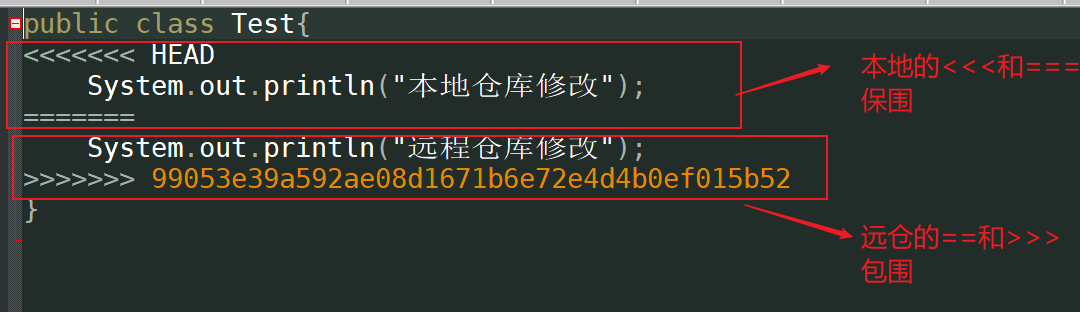 public class Test{
<<<<<<< HEAD
    System.out.println("本地仓库修改");
=======
    System.out.println("远程仓库修改");
>>>>>>> 99053e39a592ae08d1671b6e72e4d4b0ef015b52
}
本地的<<<和===
保围
远仓的==和>>>
包围